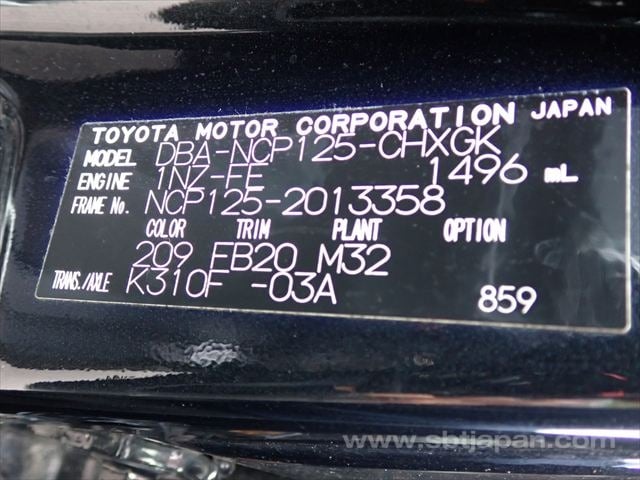 TOYOTA MOTOR CORPORATION JAPAN
MODEL DBA-NCP125-CHXGK
ENGINE 1NZ-FE 1496 mL
FRAME No. NCP125-2013358
COLOR TRIM PLANT OPTION
209 FB20 M32
TRANS./AXLE K310F -03A 859
www.sbtjapan.com